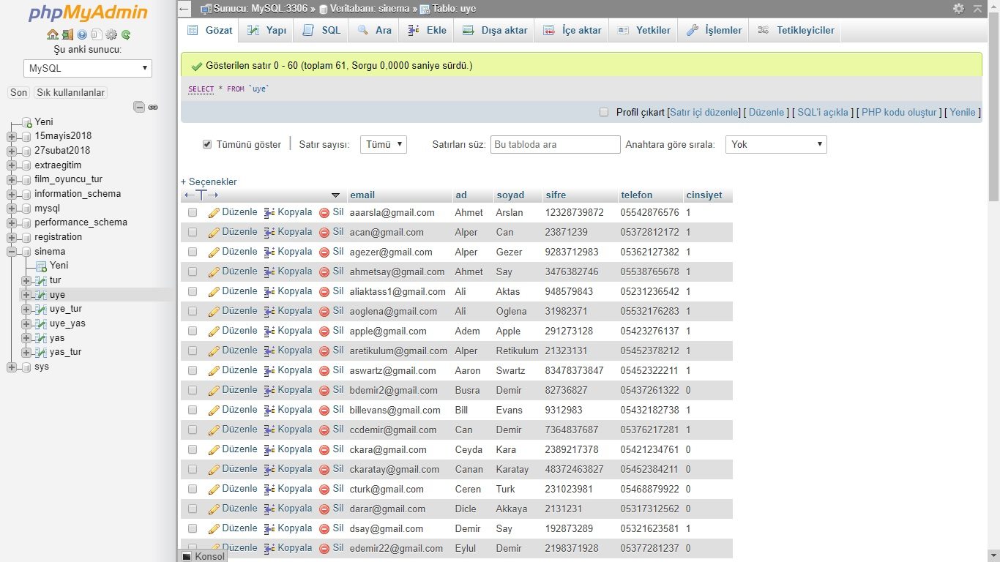 phpMyAdmin
Şu anki sunucu:
MySQL
Son Sık kullanılanlar
Yeni
15mayis2018
27subat2018
extraegitim
film_oyuncu_tur
information_schema
mysql
performance_schema
registration
sinema
Yeni
tur
uye
uye_tur
uye_yas
yas
yas_tur
sys
Sunucu: MySQL:3306 » Veritabanı: sinema » Tablo: uye
Gözat Yapı SQL Ara Ekle Dışa aktar İçe aktar Yetkiler İşlemler Tetikleyiciler
Gösterilen satır 0 - 60 (toplam 61, Sorgu 0,0000 saniye sürdü.)
SELECT * FROM `uye`
Profil çıkart [Satır içi düzenle] [ Düzenle ] [ SQL'i açıkla ] [ PHP kodu oluştur ] [ Yenile ]
Tümünü göster | Satır sayısı: Tümü Satırları süz: Bu tabloda ara Anahtara göre sırala: Yok
+ Seçenekler
←T→ email ad soyad sifre telefon cinsiyet
Düzenle Kopyala Sil aaarsla@gmail.com Ahmet Arslan 12328739872 05542876576 1
Düzenle Kopyala Sil acan@gmail.com Alper Can 23871239 05372812172 1
Düzenle Kopyala Sil agezer@gmail.com Alper Gezer 9283712983 05362127382 1
Düzenle Kopyala Sil ahmetsay@gmail.com Ahmet Say 3476382746 05538765678 1
Düzenle Kopyala Sil aliaktass1@gmail.com Ali Aktas 948579843 05231236542 1
Düzenle Kopyala Sil aoglena@gmail.com Ali Oglena 31982371 05532176283 1
Düzenle Kopyala Sil apple@gmail.com Adem Apple 291273128 05423276137 1
Düzenle Kopyala Sil aretikulum@gmail.com Alper Retikulum 21323131 05452378212 1
Düzenle Kopyala Sil aswartz@gmail.com Aaron Swartz 83478373847 05452322211 1
Düzenle Kopyala Sil bdemir2@gmail.com Busra Demir 82736827 05437261322 0
Düzenle Kopyala Sil billevans@gmail.com Bill Evans 9312983 05432182738 1
Düzenle Kopyala Sil ccdemir@gmail.com Can Demir 7364837687 05376217281 1
Düzenle Kopyala Sil ckara@gmail.com Ceyda Kara 2389217378 05421234761 0
Düzenle Kopyala Sil ckaratay@gmail.com Canan Karatay 48372463827 05452384211 0
Düzenle Kopyala Sil cturk@gmail.com Ceren Turk 231023981 05468879922 0
Düzenle Kopyala Sil darar@gmail.com Dicle Akkaya 2131231 05317312562 0
Düzenle Kopyala Sil dsay@gmail.com Demir Say 192873289 05321623581 1
Düzenle Kopyala Sil edemir22@gmail.com Eylul Demir 2198371928 05377281237 0
Konsol